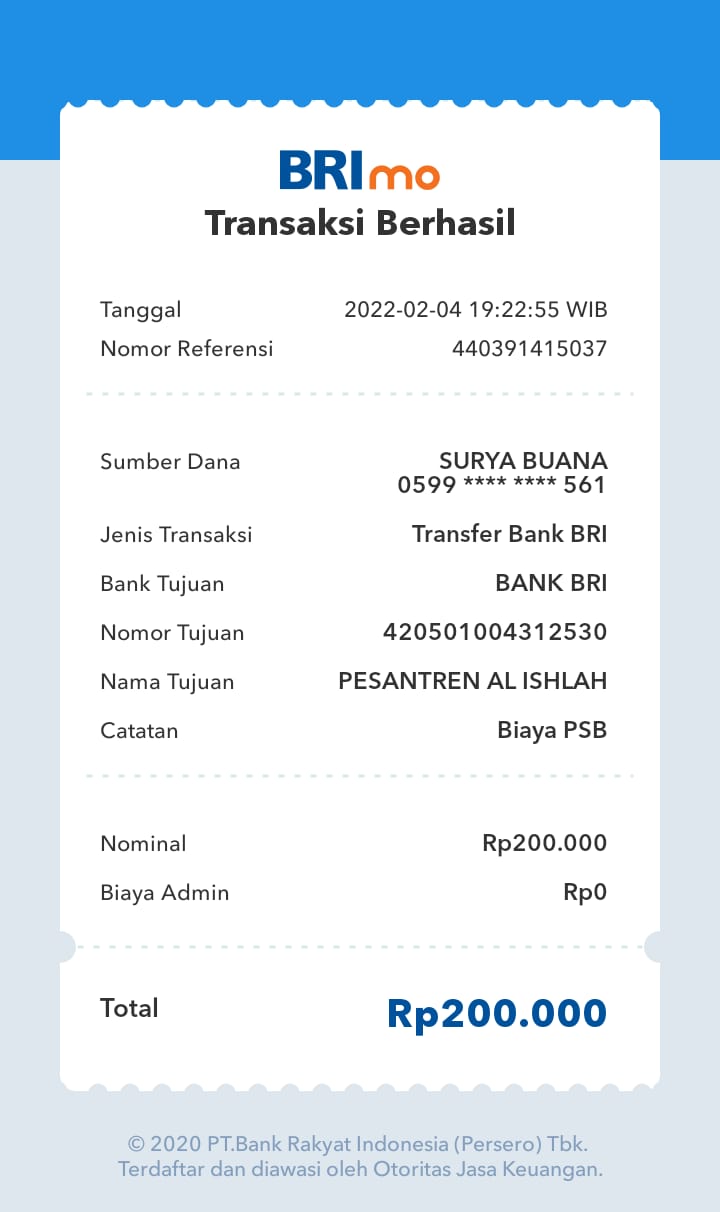 BRImo
Transaksi Berhasil
Tanggal 2022-02-04 19:22:55 WIB
Nomor Referensi 440391415037
Sumber Dana SURYA BUANA
0599 **** **** 561
Jenis Transaksi Transfer Bank BRI
Bank Tujuan BANK BRI
Nomor Tujuan 420501004312530
Nama Tujuan PESANTREN AL ISHLAH
Catatan Biaya PSB
Nominal Rp200.000
Biaya Admin Rp0
Total Rp200.000
© 2020 PT.Bank Rakyat Indonesia (Persero) Tbk.
Terdaftar dan diawasi oleh Otoritas Jasa Keuangan.